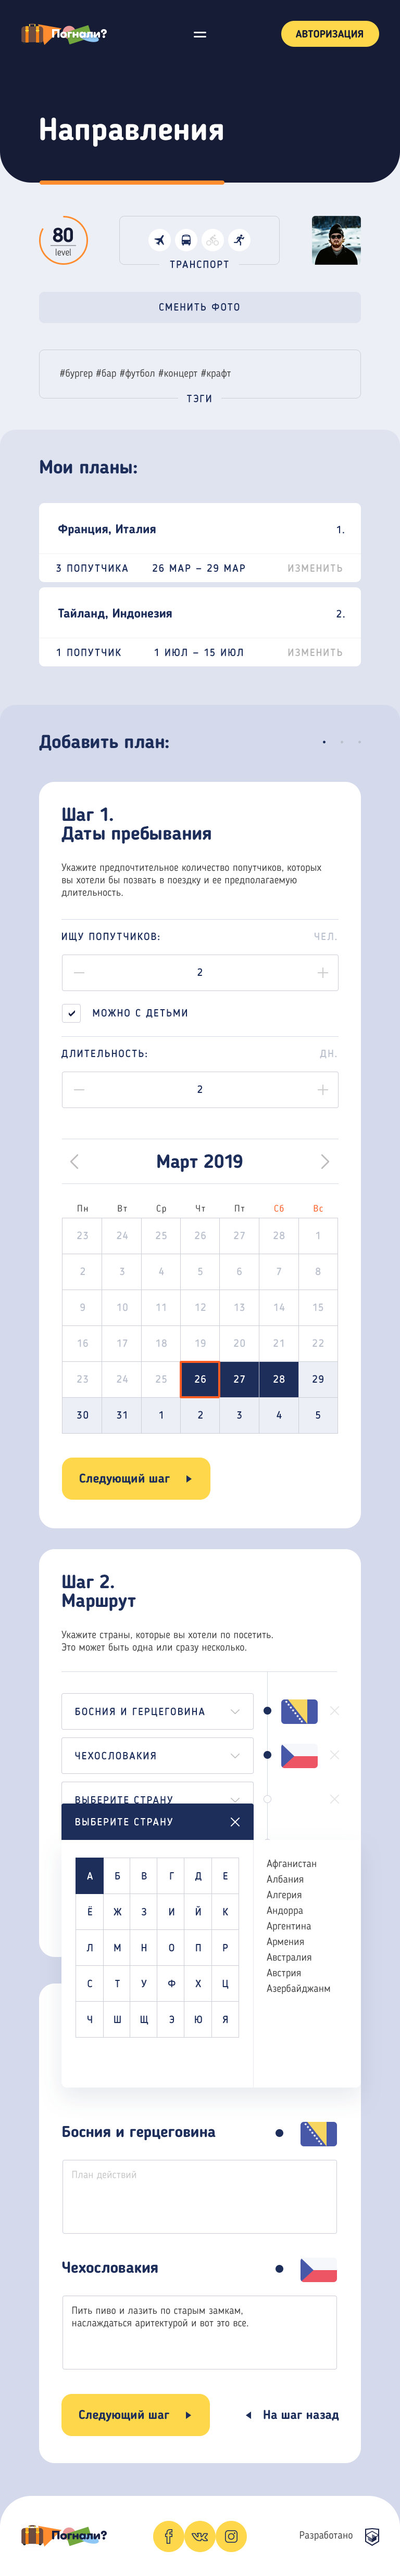 Погнали?
АВТОРИЗАЦИЯ
Направления
80
level
ТРАНСПОРТ
СМЕНИТЬ ФОТО
#бургер #бар #футбол #концерт #крафт
ТЭГИ
Мои планы:
Франция, Италия 1.
3 ПОПУТЧИКА 26 МАР – 29 МАР ИЗМЕНИТЬ
Тайланд, Индонезия 2.
1 ПОПУТЧИК 1 ИЮЛ – 15 ИЮЛ ИЗМЕНИТЬ
Добавить план:
Шаг 1.
Даты пребывания
Укажите предпочтительное количество попутчиков, которых
вы хотели бы позвать в поездку и ее предполагаемую
длительность.
ИЩУ ПОПУТЧИКОВ: ЧЕЛ.
2
МОЖНО С ДЕТЬМИ
ДЛИТЕЛЬНОСТЬ: ДН.
2
Март 2019
Пн Вт Ср Чт Пт Сб Вс
23 24 25 26 27 28 1
2 3 4 5 6 7 8
9 10 11 12 13 14 15
16 17 18 19 20 21 22
23 24 25 26 27 28 29
30 31 1 2 3 4 5
Следующий шаг
Шаг 2.
Маршрут
Укажите страны, которые вы хотели по посетить.
Это может быть одна или сразу несколько.
БОСНИЯ И ГЕРЦЕГОВИНА
ЧЕХОСЛОВАКИЯ
ВЫБЕРИТЕ СТРАНУ
ВЫБЕРИТЕ СТРАНУ
А Б В Г Д Е
Ё Ж З И Й К
Л М Н О П Р
С Т У Ф Х Ц
Ч Ш Щ Э Ю Я
Афганистан
Албания
Алгерия
Андорра
Аргентина
Армения
Австралия
Австрия
Азербайджанм
Босния и герцеговина
План действий
Чехословакия
Пить пиво и лазить по старым замкам,
наслаждаться аритектурой и вот это все.
Следующий шаг
На шаг назад
Погнали?
Разработано